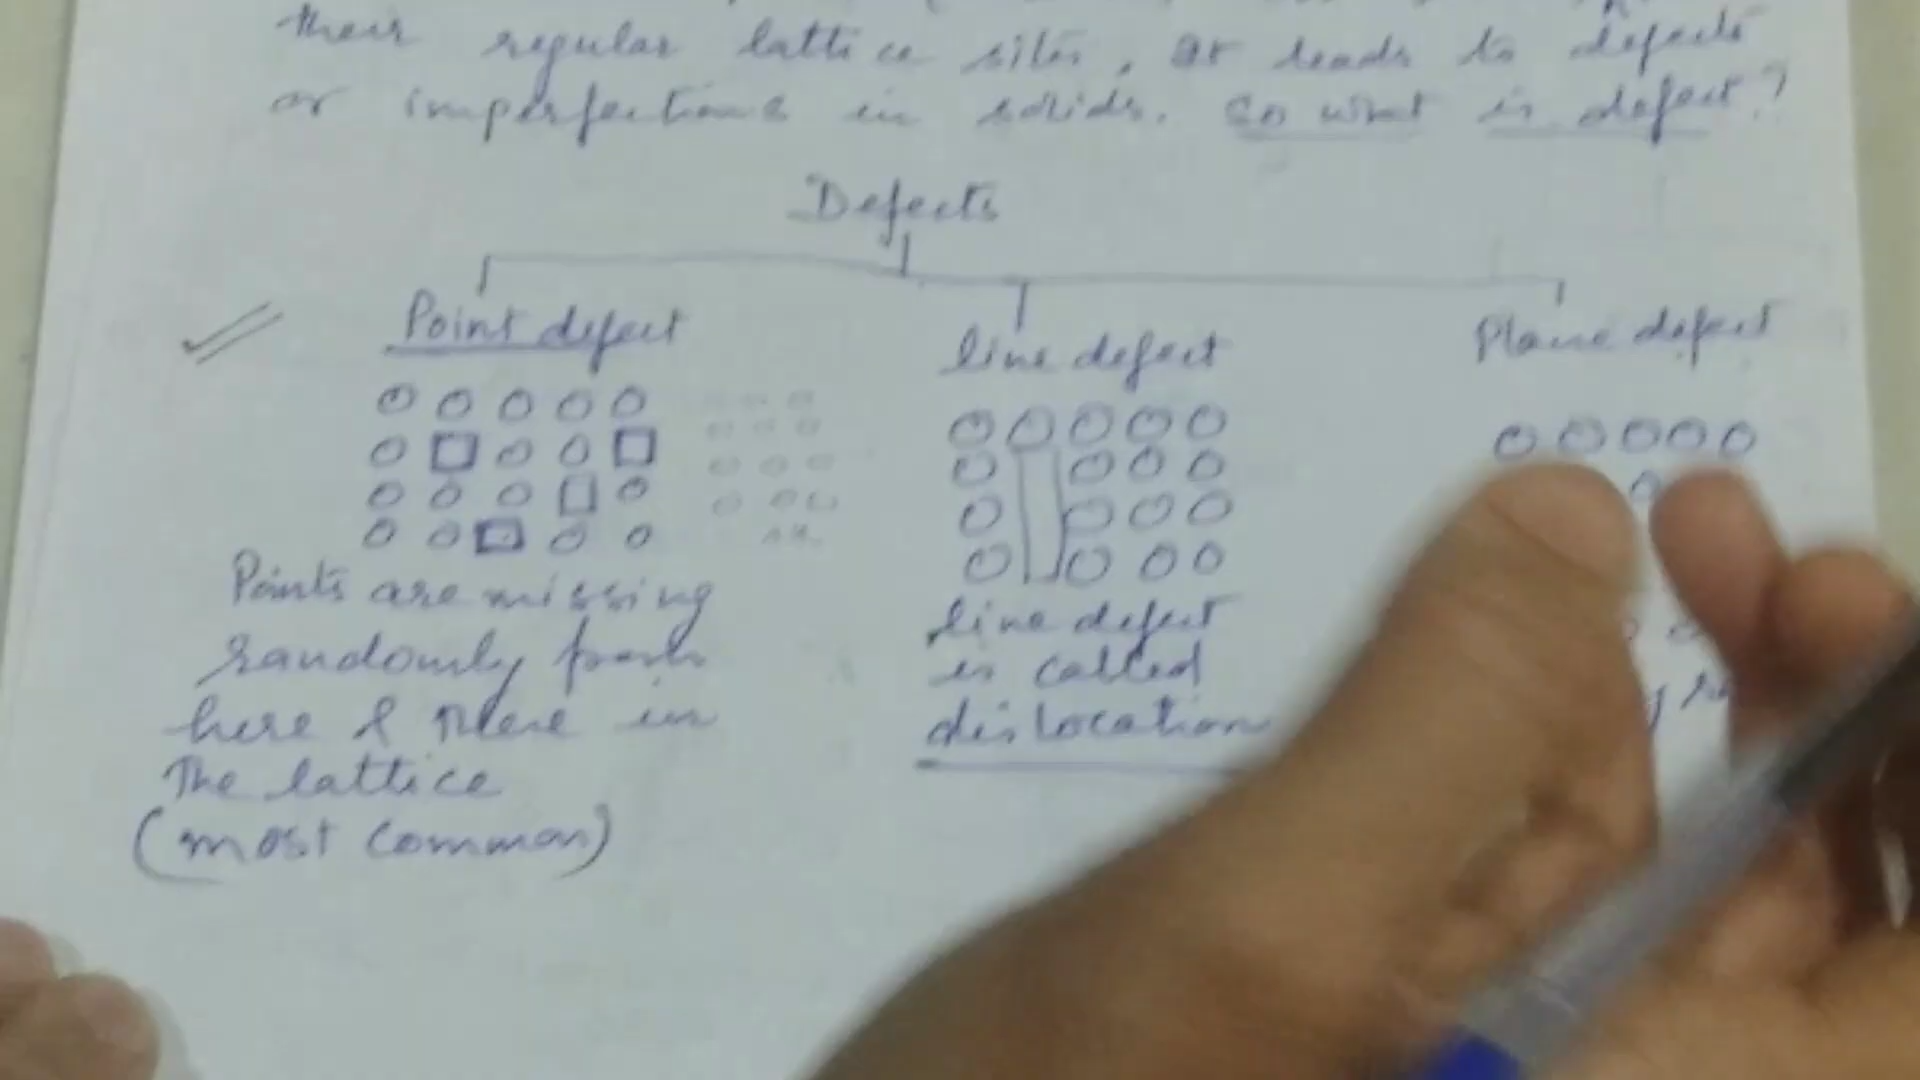 their regular lattice sites, It leads to defects
or imperfections in solids. So what is defect?
Defects
Point defect
line defect
Plane defect
Points are missing
randomly from
here & there in
The lattice
(most common)
line defect
is called
dislocation